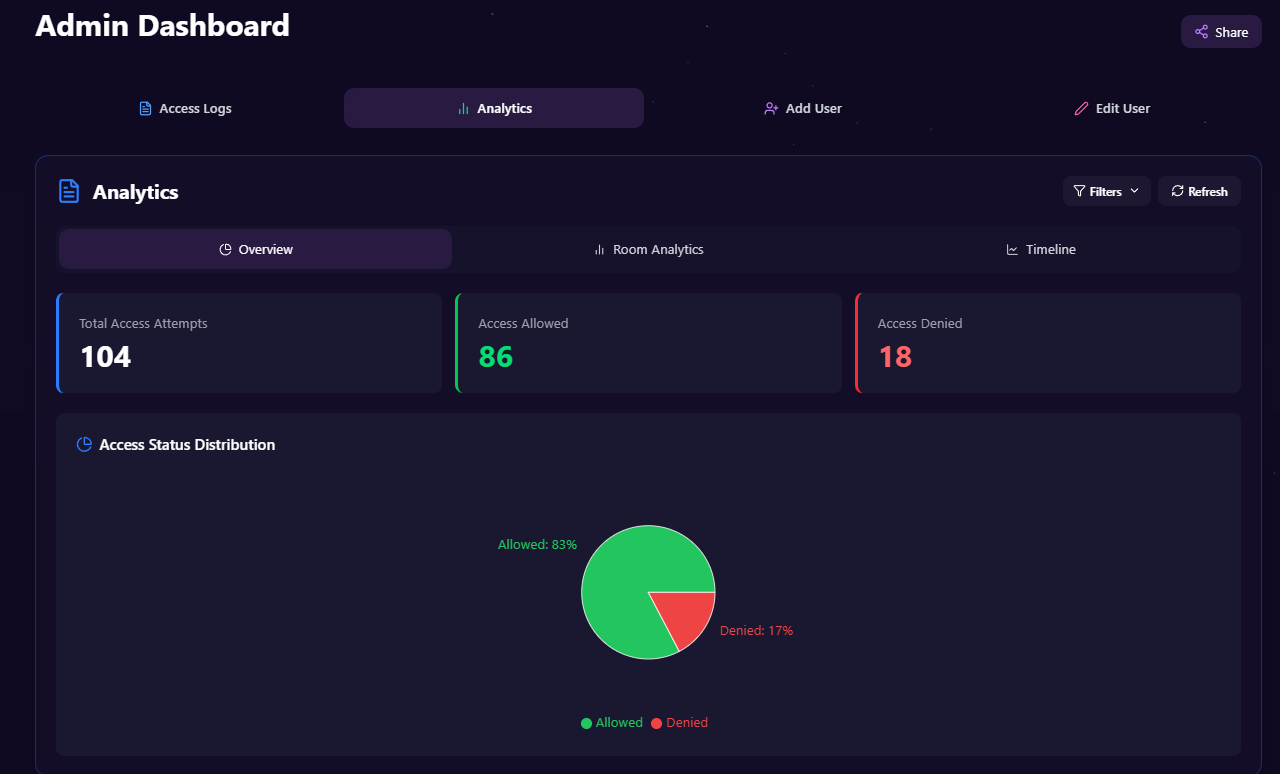 Admin Dashboard
Share
Access Logs
Analytics
Add User
Edit User
Analytics
Filters
Refresh
Overview
Room Analytics
Timeline
Total Access Attempts
104
Access Allowed
86
Access Denied
18
Access Status Distribution
Allowed: 83%
Denied: 17%
Allowed
Denied